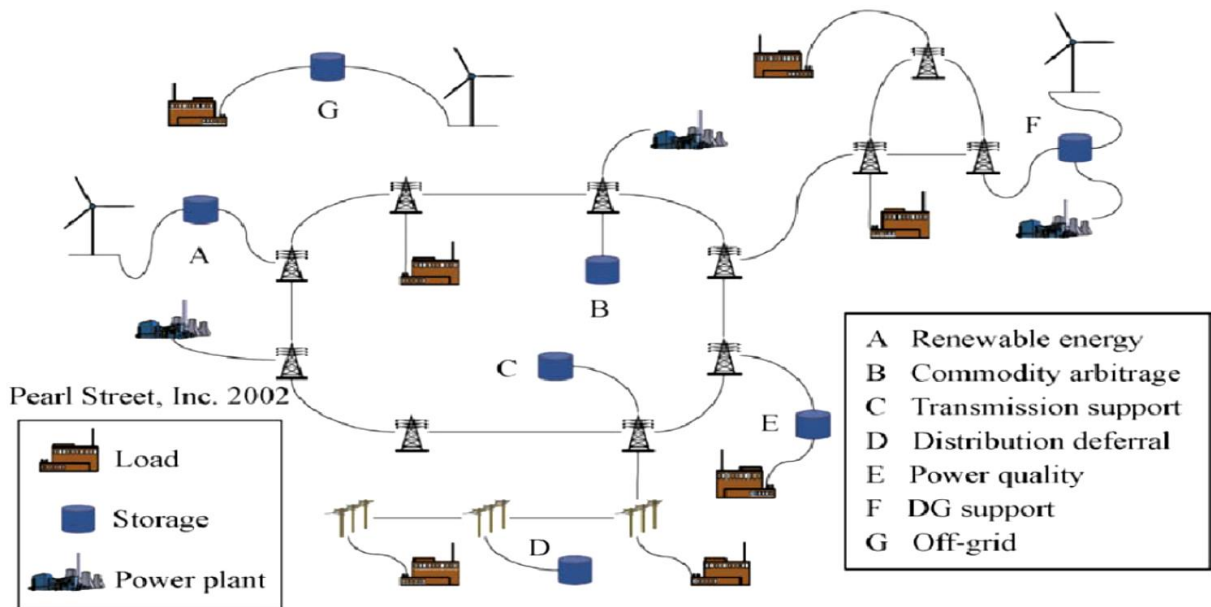 G
F
A
B
C
E
D
Pearl Street, Inc. 2002
Load
Storage
Power plant
A Renewable energy
B Commodity arbitrage
C Transmission support
D Distribution deferral
E Power quality
F DG support
G Off-grid